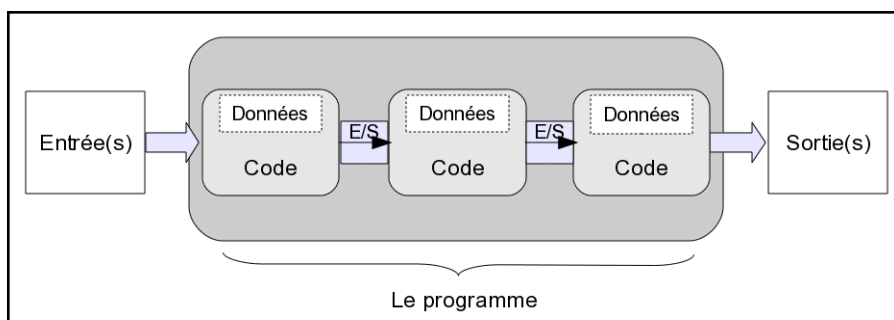 Entrée(s)
Données
Code
E/S
Données
Code
E/S
Données
Code
Sortie(s)
Le programme